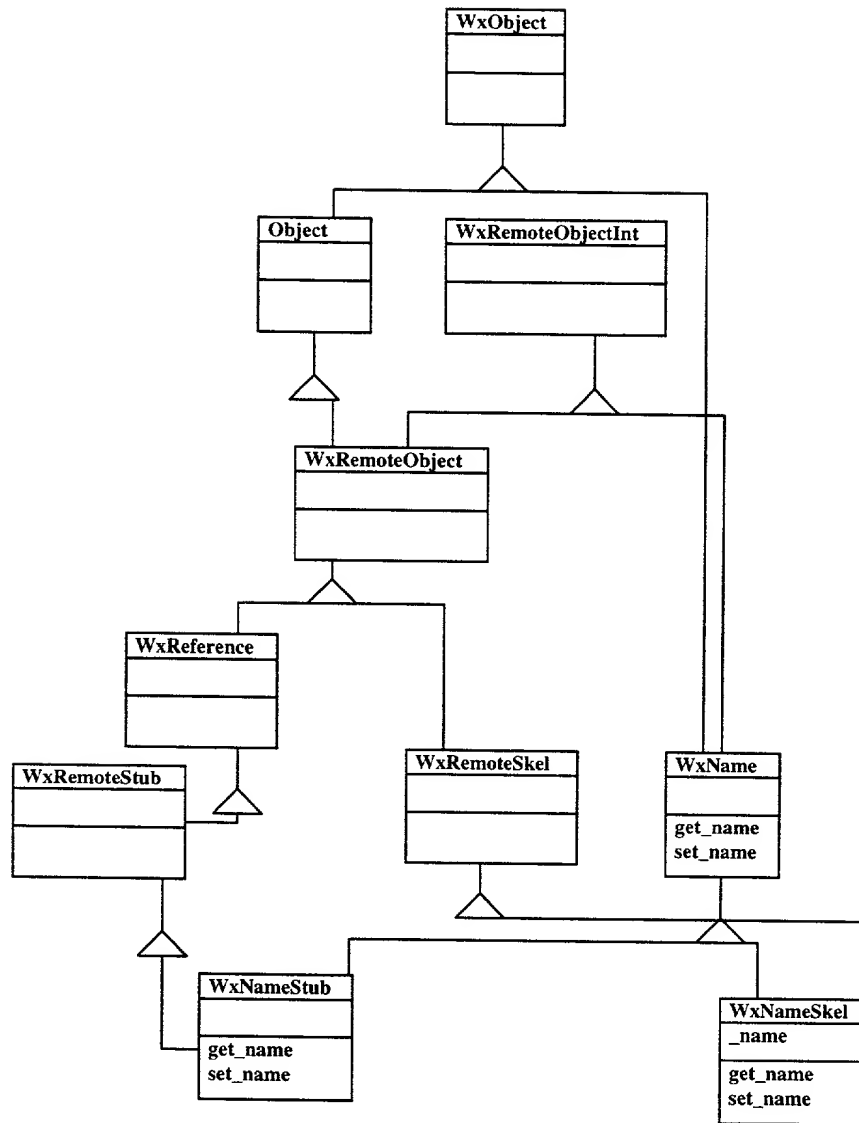 WxObject
Object
WxRemoteObjectInt
WxRemoteObject
WxReference
WxRemoteStub
WxRemoteSkel
WxName
get_name
set_name
WxNameStub
get_name
set_name
WxNameSkel
_name
get_name
set_name